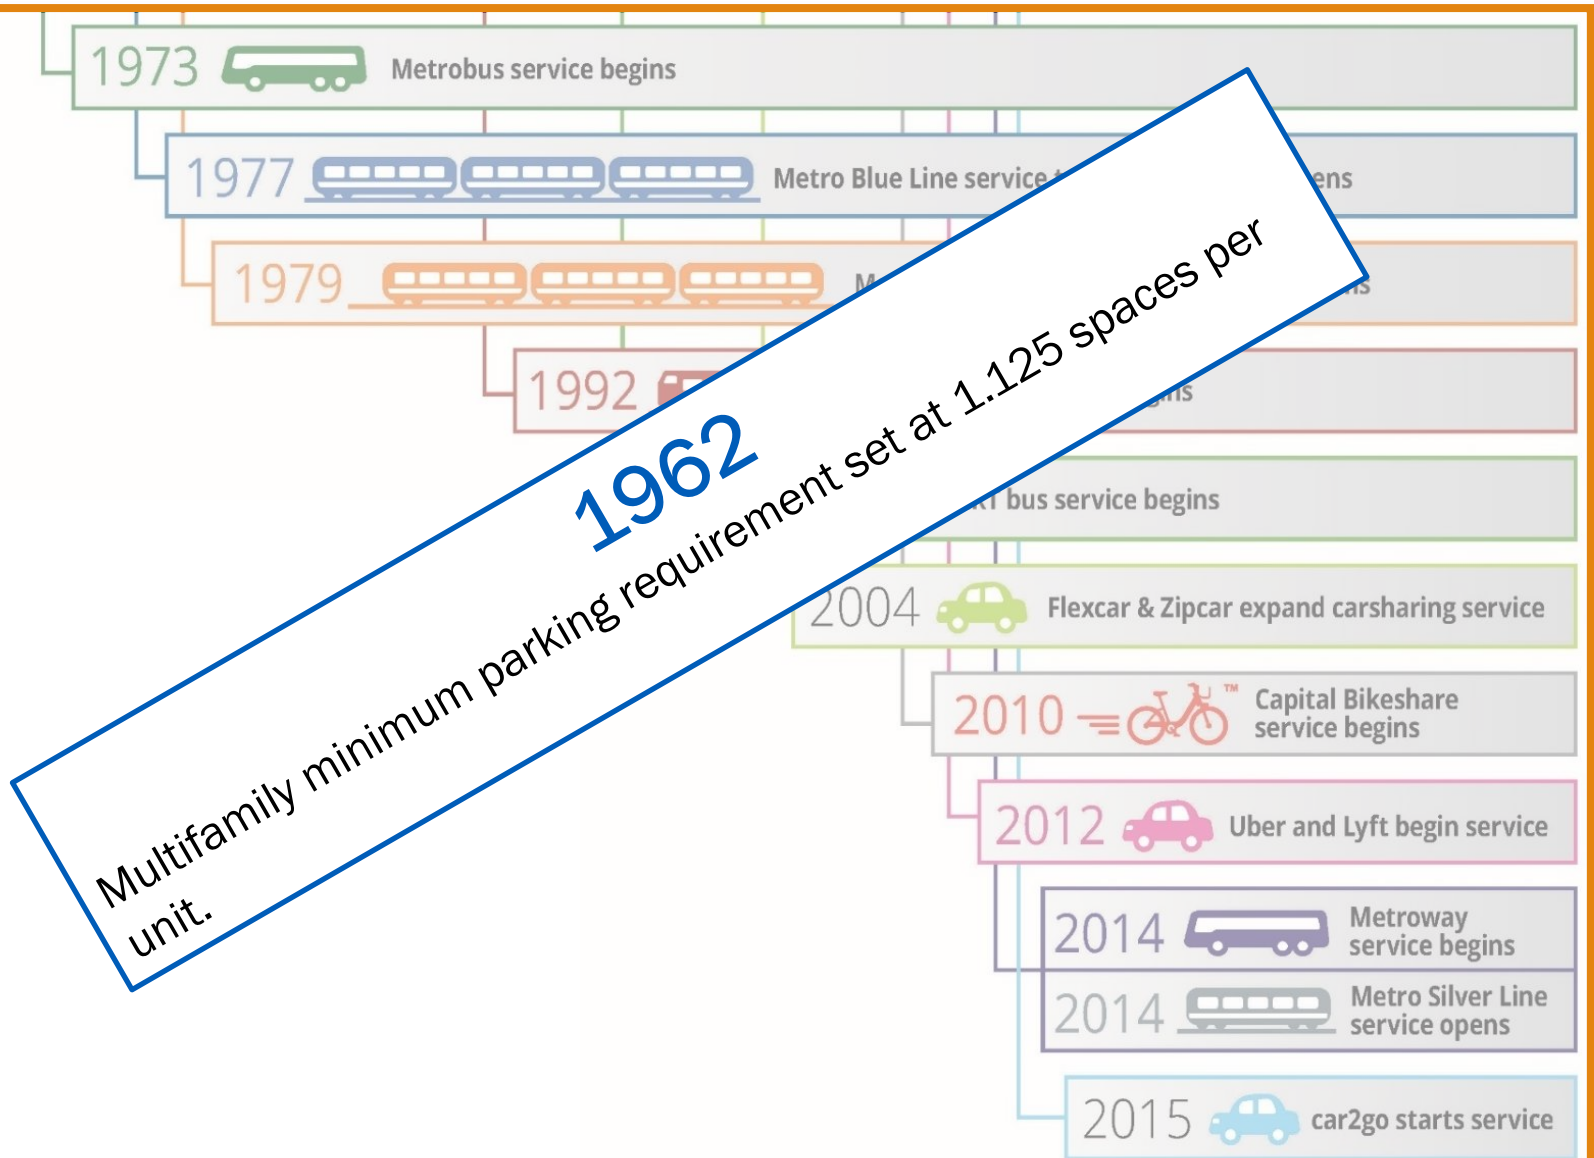 1973 Metrobus service begins
1977 Metro Blue Line service
1979
1992
bus service begins
2004 Flexcar & Zipcar expand carsharing service
2010 ™ Capital Bikeshare
service begins
2012 Uber and Lyft begin service
2014 Metroway
service begins
2014 Metro Silver Line
service opens
2015 car2go starts service
1962
Multifamily minimum parking requirement set at 1.125 spaces per
unit.